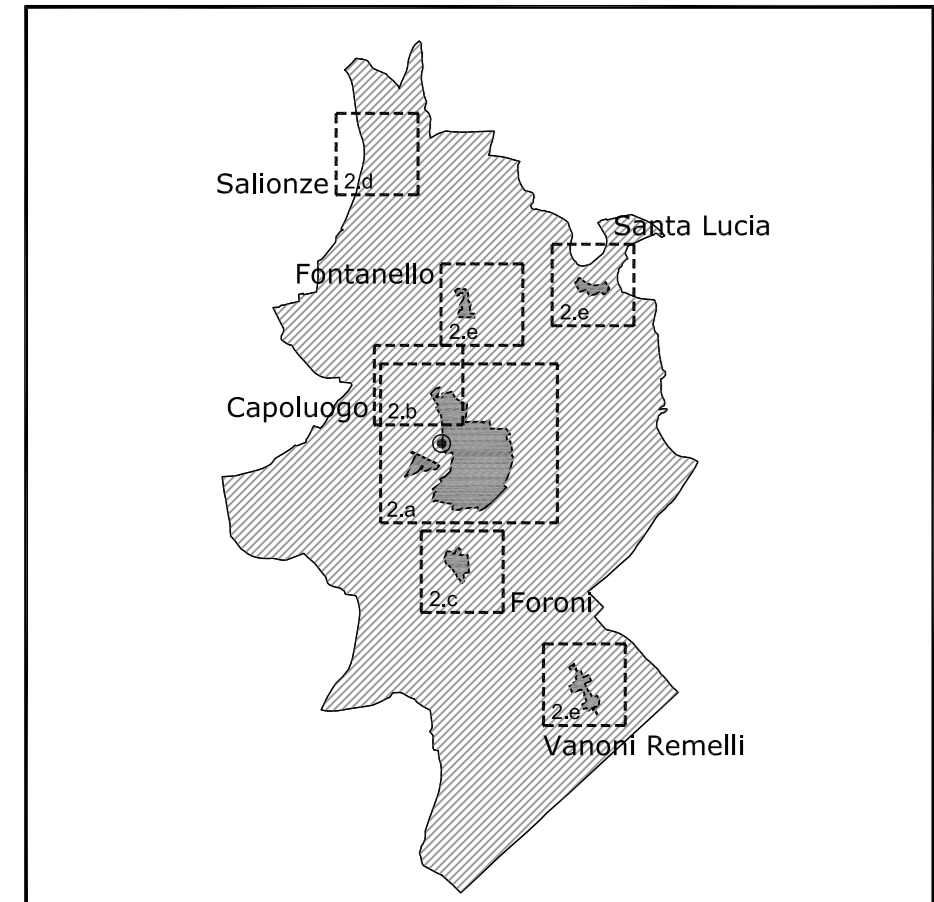 Salionze
2.d
Santa Lucia
Fontanello
2.e
2.e
Capoluogo
2.b
2.a
2.c
Foroni
2.e
Vanoni Remelli